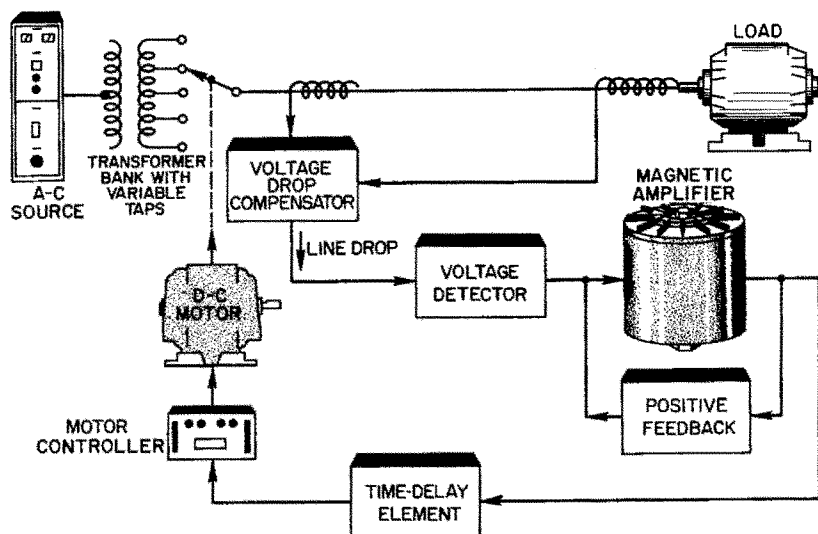 LOAD
A-C
SOURCE
TRANSFORMER
BANK WITH
VARIABLE
TAPS
VOLTAGE
DROP
COMPENSATOR
MAGNETIC
AMPLIFIER
LINE DROP
VOLTAGE
DETECTOR
D-C
MOTOR
POSITIVE
FEEDBACK
MOTOR
CONTROLLER
TIME-DELAY
ELEMENT